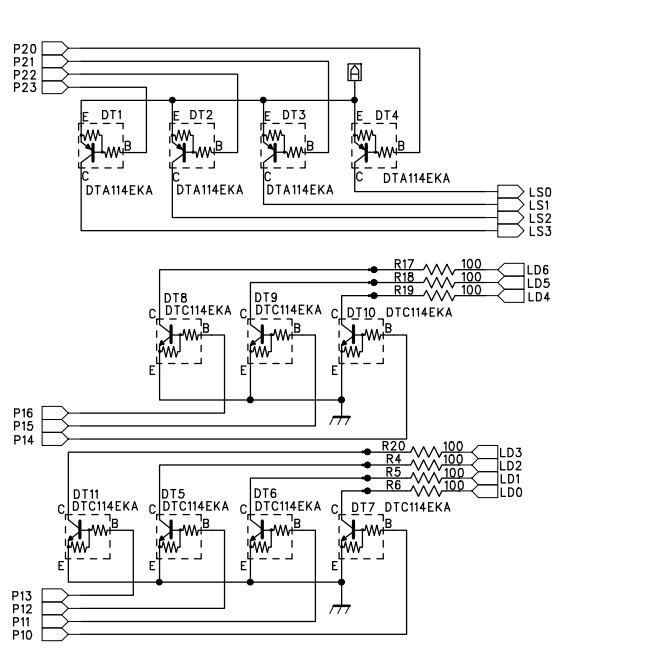 P20
P21
P22
P23
A
E DT1 E DT2 E DT3 E DT4
B B B B
C C C C
DTA114EKA DTA114EKA DTA114EKA DTA114EKA
LS0
LS1
LS2
LS3
R17 100 LD6
R18 100 LD5
R19 100 LD4
DT8 DT9
DTC114EKA DTC114EKA DT10 DTC114EKA
C C C
B B B
E E E
P16
P15
P14
R20 100 LD3
R4 100 LD2
R5 100 LD1
R6 100 LD0
DT11 DT5 DT6
DTC114EKA DTC114EKA DTC114EKA DT7 DTC114EKA
C C C C
B B B B
E E E E
P13
P12
P11
P10